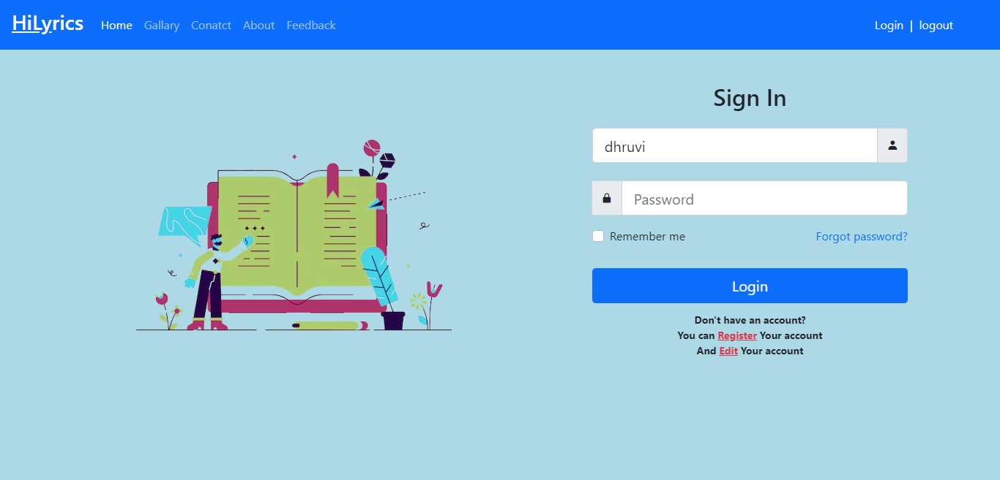 HiLyrics Home Gallary Conatct About Feedback Login | logout
Sign In
dhruvi
Password
Remember me Forgot password?
Login
Don't have an account?
You can Register Your account
And Edit Your account